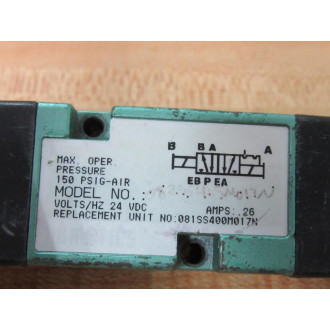 B B A A
EB P EA
MAX. OPER.
PRESSURE
150 PSIG-AIR
MODEL NO.:
VOLTS/HZ 24 VDC AMPS: .26
REPLACEMENT UNIT NO:081SS400M017N